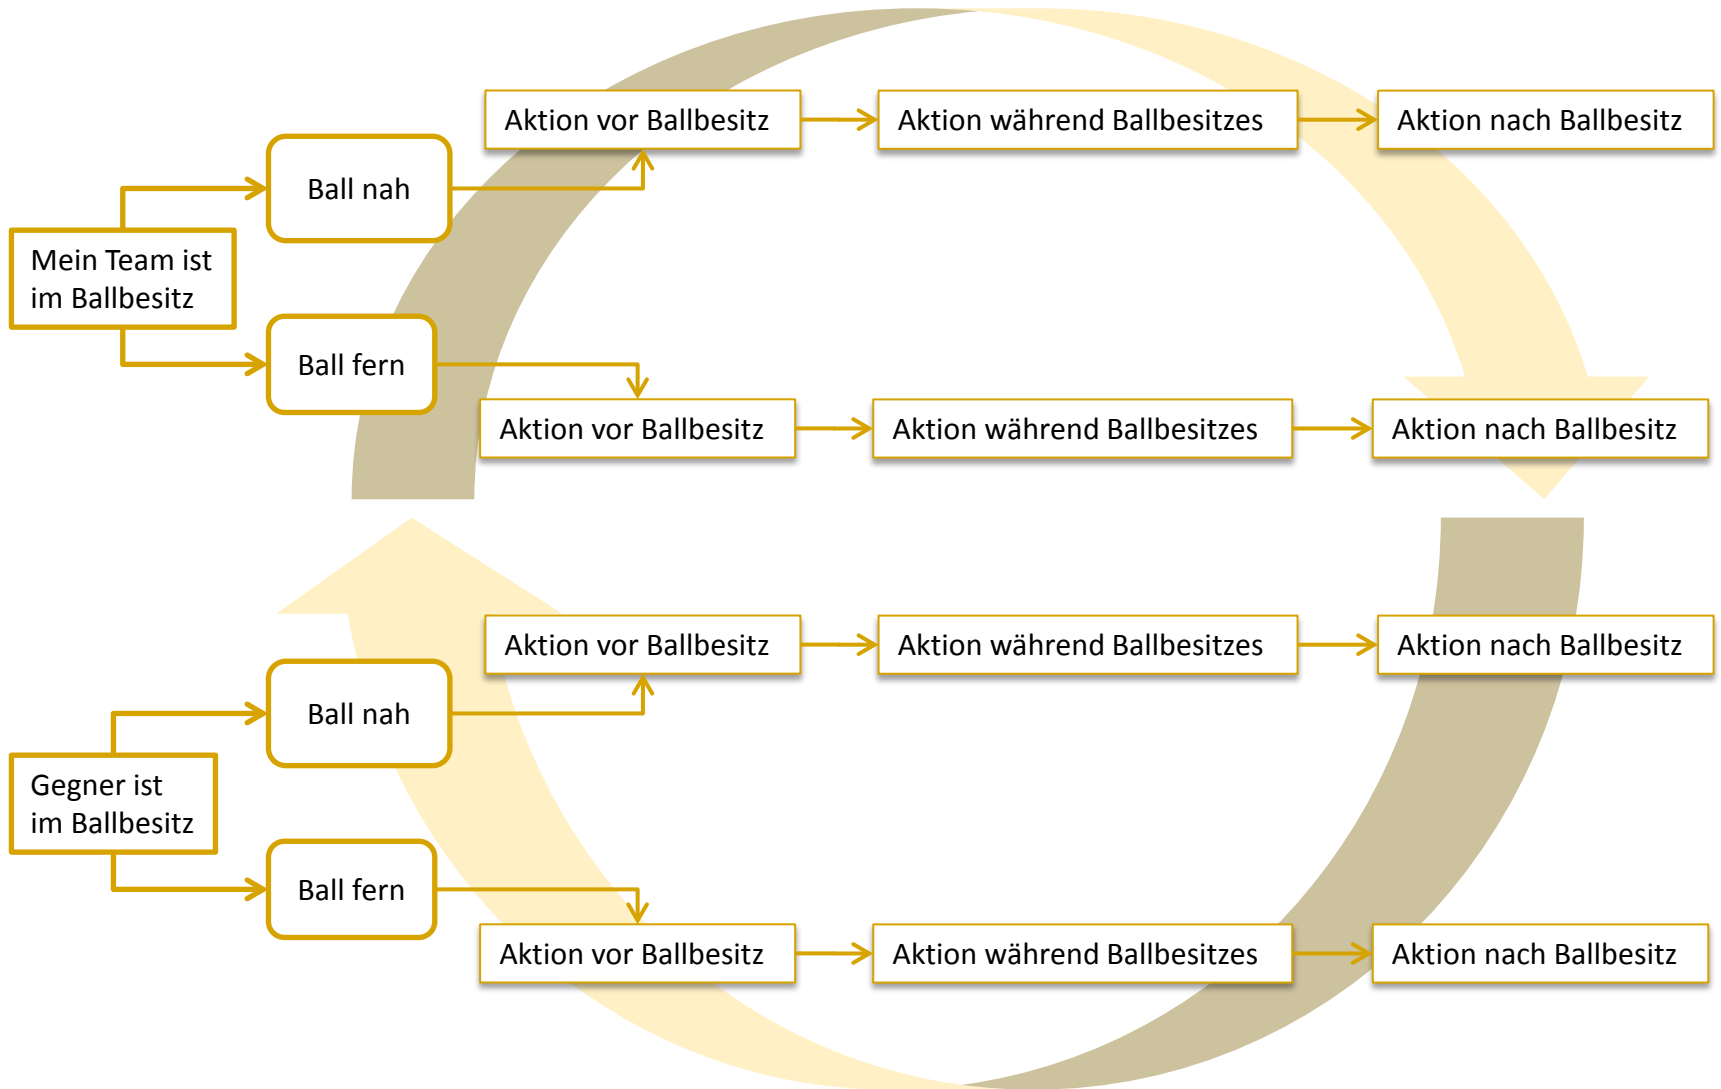 Aktion vor Ballbesitz
Aktion während Ballbesitzes
Aktion nach Ballbesitz
Ball nah
Mein Team ist
im Ballbesitz
Ball fern
Aktion vor Ballbesitz
Aktion während Ballbesitzes
Aktion nach Ballbesitz
Aktion vor Ballbesitz
Aktion während Ballbesitzes
Aktion nach Ballbesitz
Ball nah
Gegner ist
im Ballbesitz
Ball fern
Aktion vor Ballbesitz
Aktion während Ballbesitzes
Aktion nach Ballbesitz